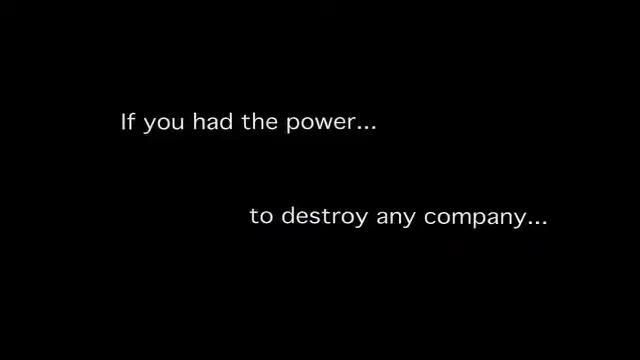 If you had the power...
to destroy any company...